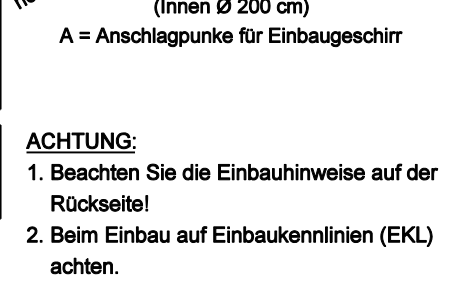 (Innen Ø 200 cm)
A = Anschlagpunke für Einbaugeschirr
ACHTUNG:
1. Beachten Sie die Einbauhinweise auf der
Rückseite!
2. Beim Einbau auf Einbaukennlinien (EKL)
achten.